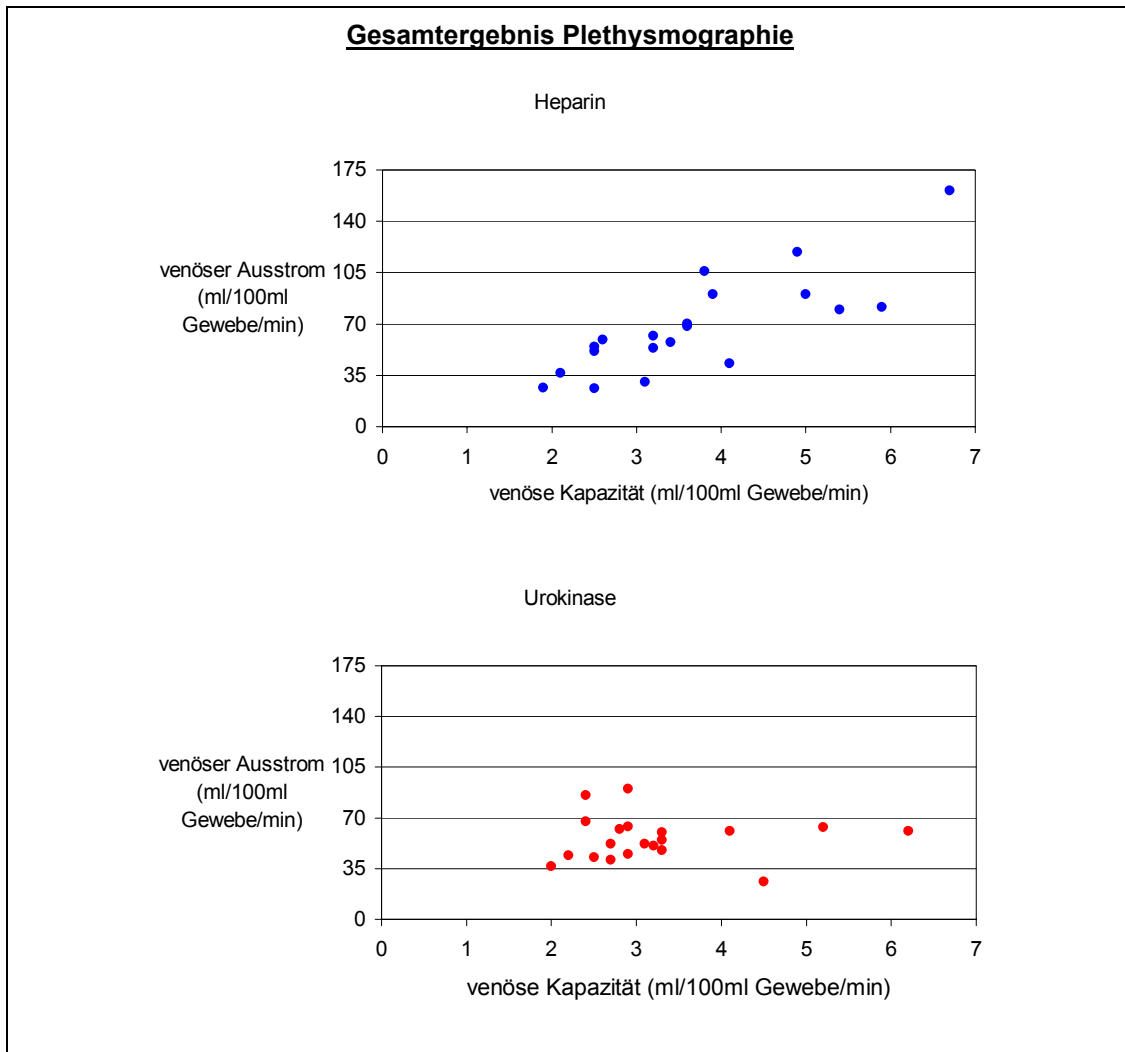 Gesamtergebnis Plethysmographie
Heparin
175
140
105
70
35
0
venöser Ausstrom
(ml/100ml
Gewebe/min)
0 1 2 3 4 5 6 7
venöse Kapazität (ml/100ml Gewebe/min)
Urokinase
175
140
105
70
35
0
venöser Ausstrom
(ml/100ml
Gewebe/min)
0 1 2 3 4 5 6 7
venöse Kapazität (ml/100ml Gewebe/min)